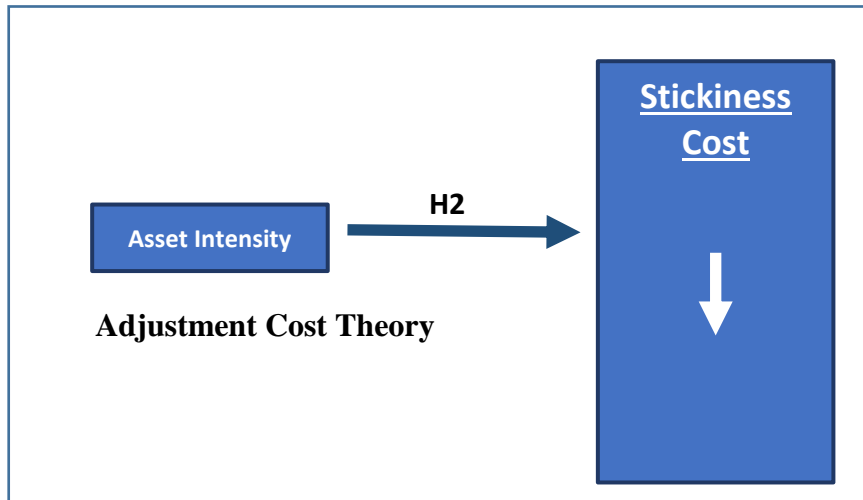 Stickiness
Cost
H2
Asset Intensity
Adjustment Cost Theory